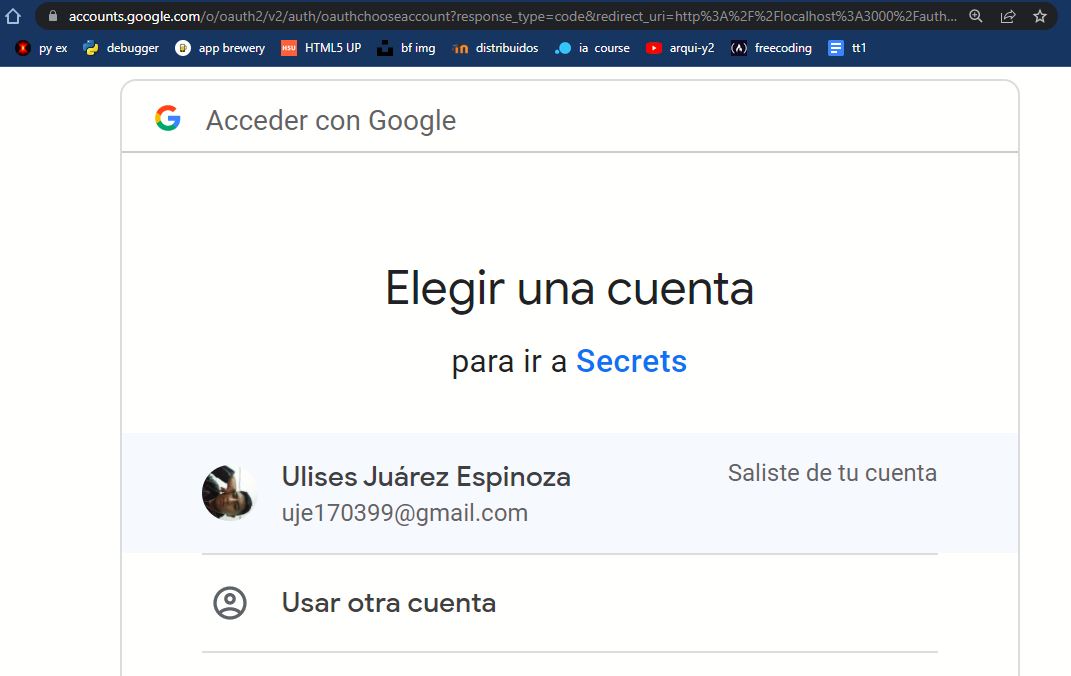 accounts.google.com/o/oauth2/v2/auth/oauthchooseaccount?response_type=code&redirect_uri=http%3A%2F%2Flocalhost%3A3000%2Fauth...
py ex debugger app brewery HSU HTML5 UP bf img distribuidos ia course arqui-y2 freecoding tt1
Acceder con Google
Elegir una cuenta
para ir a Secrets
Ulises Juárez Espinoza
Saliste de tu cuenta
uje170399@gmail.com
Usar otra cuenta